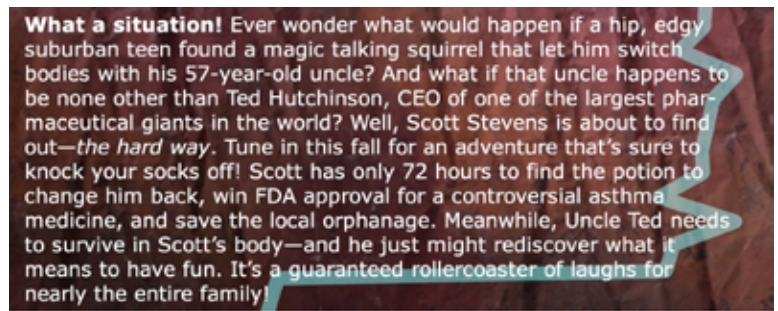 What a situation! Ever wonder what would happen if a hip, edgy
suburban teen found a magic talking squirrel that let him switch
bodies with his 57-year-old uncle? And what if that uncle happens to
be none other than Ted Hutchinson, CEO of one of the largest phar-
maceutical giants in the world? Well, Scott Stevens is about to find
out—the hard way. Tune in this fall for an adventure that's sure to
knock your socks off! Scott has only 72 hours to find the potion to
change him back, win FDA approval for a controversial asthma
medicine, and save the local orphanage. Meanwhile, Uncle Ted needs
to survive in Scott's body—and he just might rediscover what it
means to have fun. It's a guaranteed rollercoaster of laughs for
nearly the entire family!